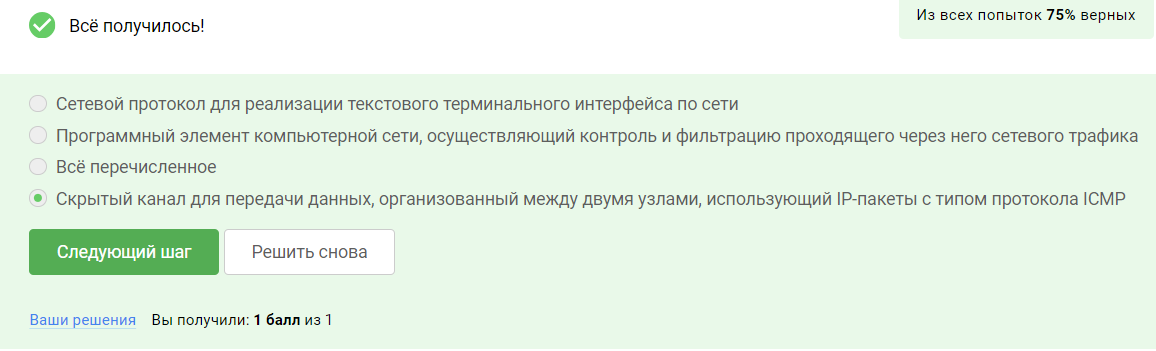 Всё получилось!
Из всех попыток 75% верных
Сетевой протокол для реализации текстового терминального интерфейса по сети
Программный элемент компьютерной сети, осуществляющий контроль и фильтрацию проходящего через него сетевого трафика
Всё перечисленное
Скрытый канал для передачи данных, организованный между двумя узлами, использующий IP-пакеты с типом протокола ICMP
Следующий шаг Решить снова
Ваши решения Вы получили: 1 балл из 1